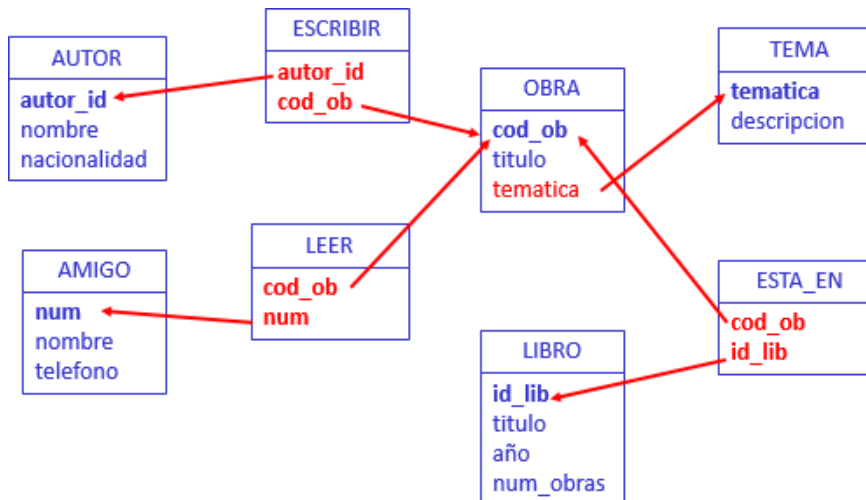 AUTOR
autor_id
nombre
nacionalidad
ESCRIBIR
autor_id
cod_ob
OBRA
cod_ob
titulo
tematica
TEMA
tematica
descripcion
AMIGO
num
nombre
telefono
LEER
cod_ob
num
LIBRO
id_lib
titulo
año
num_obras
ESTA_EN
cod_ob
id_lib